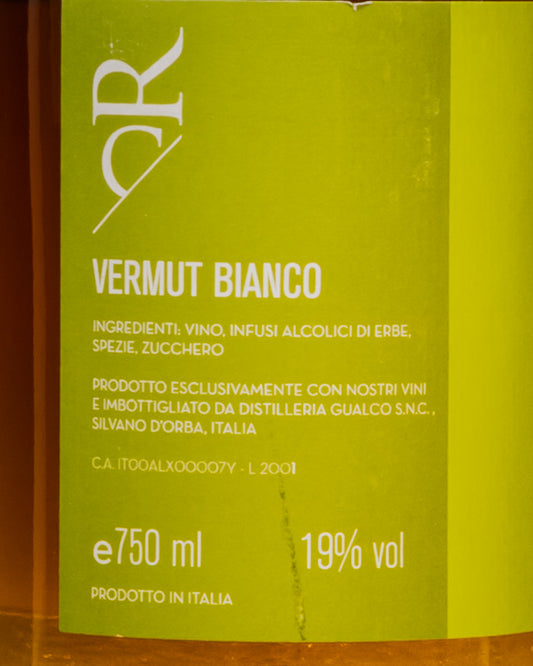 CR
VERMUT BIANCO
INGREDIENTI: VINO, INFUSI ALCOLICI DI ERBE,
SPEZIE, ZUCCHERO
PRODOTTO ESCLUSIVAMENTE CON NOSTRI VINI
E IMBOTTIGLIATO DA DISTILLERIA GUALCO S.N.C.,
SILVANO D'ORBA, ITALIA
C.A. IT00ALX00007Y - L 2001
e750 ml 19% vol
PRODOTTO IN ITALIA